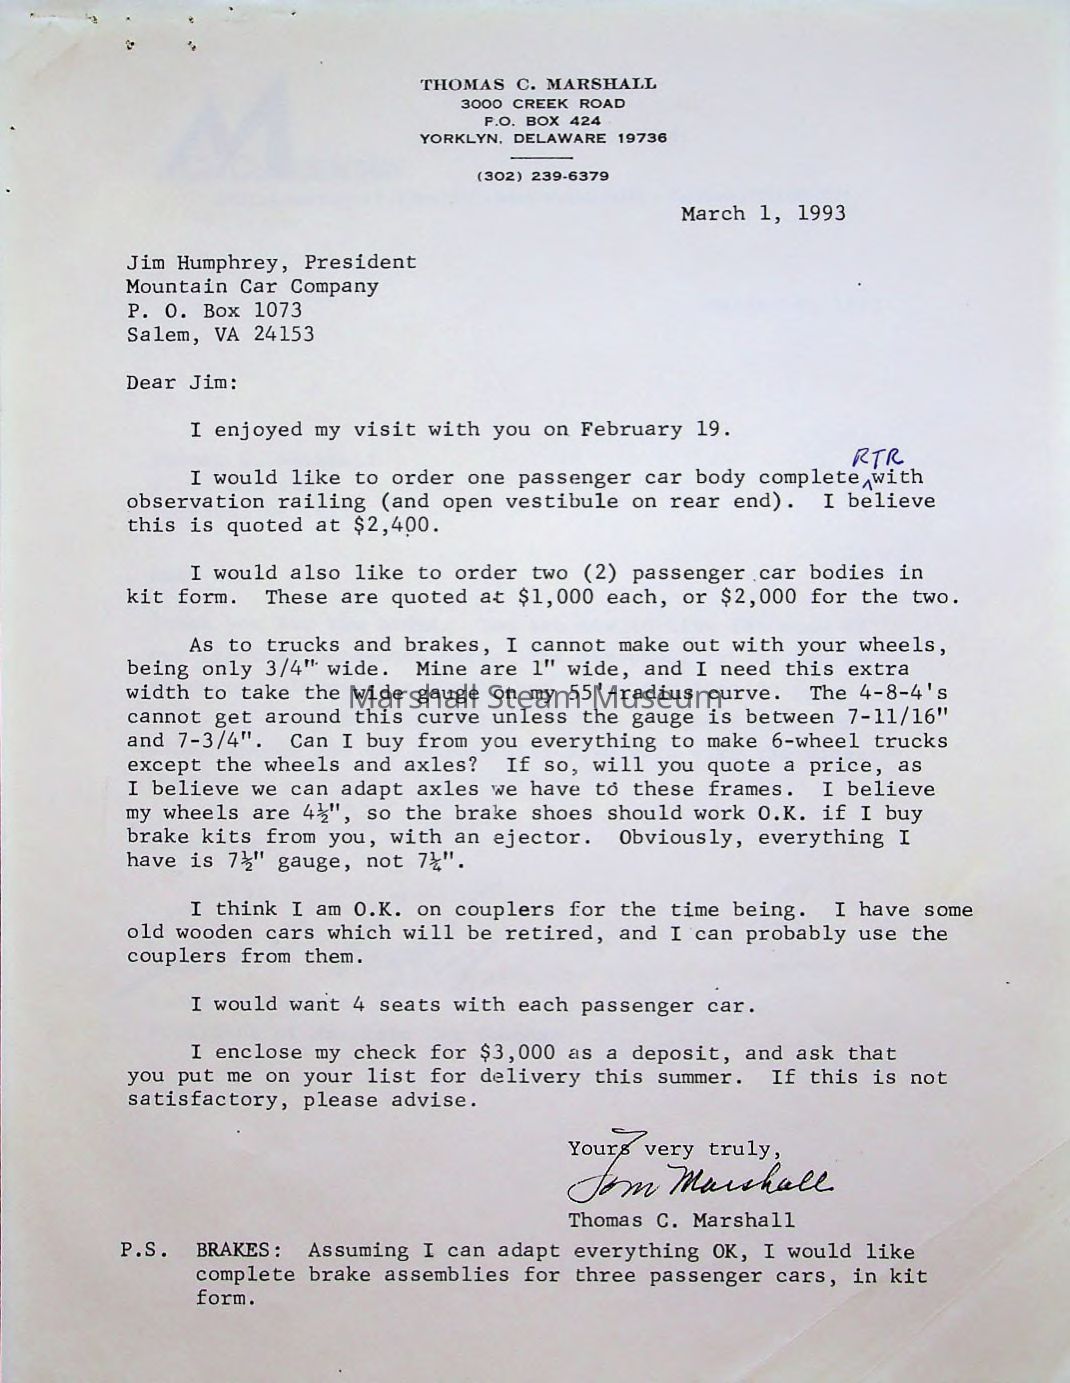 THOMAS C. MARSHALL
3000 CREEK ROAD
P.O. BOX 424
YORKLYN, DELAWARE 19736
(302) 239-6379
March 1, 1993
Jim Humphrey, President
Mountain Car Company
P. O. Box 1073
Salem, VA 24153
Dear Jim:
I enjoyed my visit with you on February 19.
RTR
I would like to order one passenger car body complete with
observation railing (and open vestibule on rear end). I believe
this is quoted at $2,400.
I would also like to order two (2) passenger car bodies in
kit form. These are quoted at $1,000 each, or $2,000 for the two.
As to trucks and brakes, I cannot make out with your wheels,
being only 3/4" wide. Mine are 1" wide, and I need this extra
width to take the wide gauge on my 55'-radius curve. The 4-8-4's
Marshall Steam Museum
cannot get around this curve unless the gauge is between 7-11/16"
and 7-3/4". Can I buy from you everything to make 6-wheel trucks
except the wheels and axles? If so, will you quote a price, as
I believe we can adapt axles we have to these frames. I believe
my wheels are 4½", so the brake shoes should work O.K. if I buy
brake kits from you, with an ejector. Obviously, everything I
have is 7½" gauge, not 7¼".
I think I am O.K. on couplers for the time being. I have some
old wooden cars which will be retired, and I can probably use the
couplers from them.
I would want 4 seats with each passenger car.
I enclose my check for $3,000 as a deposit, and ask that
you put me on your list for delivery this summer. If this is not
satisfactory, please advise.
Yours very truly,
Tom Marshall
Thomas C. Marshall
P.S. BRAKES: Assuming I can adapt everything OK, I would like
complete brake assemblies for three passenger cars, in kit
form.